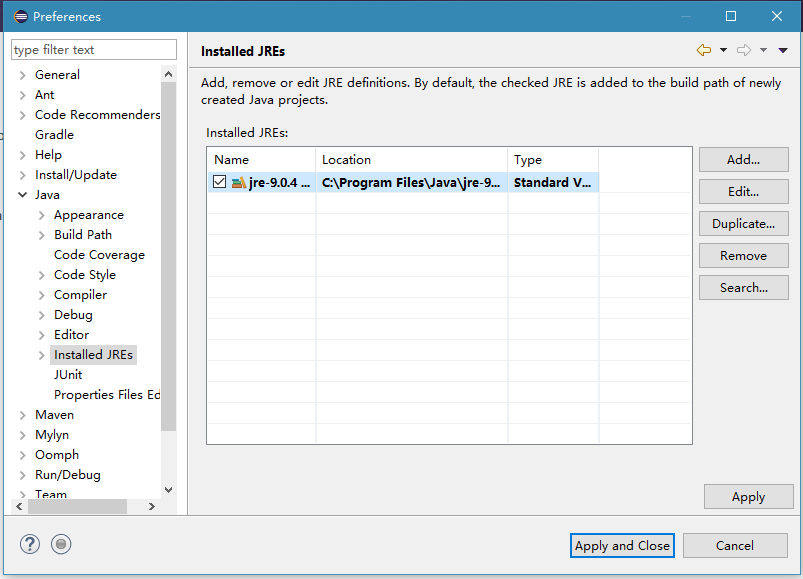 Preferences
type filter text
General
Ant
Code Recommenders
Gradle
Help
Install/Update
Java
Appearance
Build Path
Code Coverage
Code Style
Compiler
Debug
Editor
Installed JREs
JUnit
Properties Files Ed
Maven
Mylyn
Oomph
Run/Debug
Team
Installed JREs
Add, remove or edit JRE definitions. By default, the checked JRE is added to the build path of newly
created Java projects.
Installed JREs:
Name Location Type
jre-9.0.4 ... C:\Program Files\Java\jre-9... Standard V...
Add...
Edit...
Duplicate...
Remove
Search...
Apply
Apply and Close Cancel